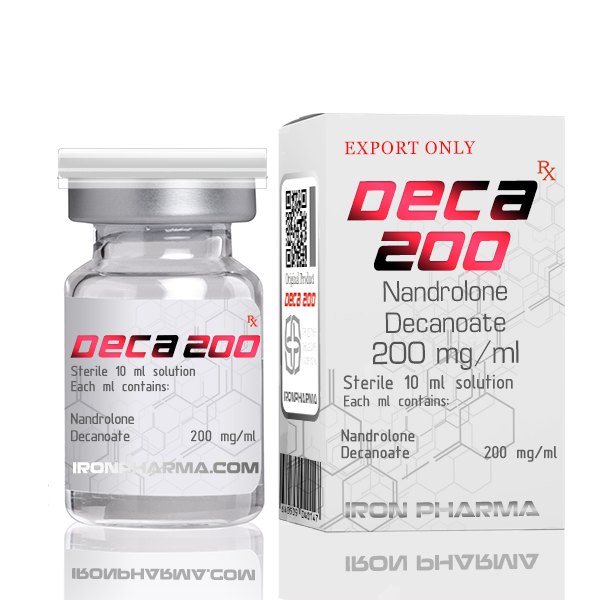 Rx
Deca 200
Sterile 10 ml solution
Each ml contains:
Nandrolone
Decanoate 200 mg/ml
IRONPHARMA.COM
EXPORT ONLY
Rx
Deca
200
Nandrolone
Decanoate
200 mg/ml
Sterile 10 ml solution
Each ml contains:
Nandrolone
Decanoate 200 mg/ml
IRON PHARMA
Original Product
Deca 200
IRONPHARMA